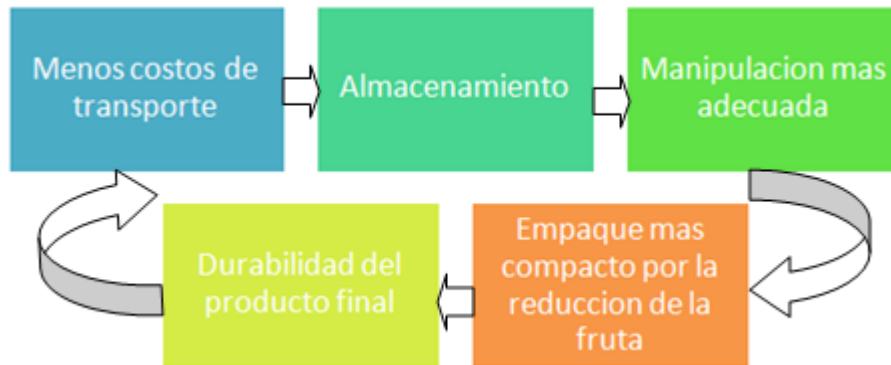 Menos costos de
transporte
Almacenamiento
Manipulacion mas
adecuada
Empaque mas
compacto por la
reduccion de la
fruta
Durabilidad del
producto final